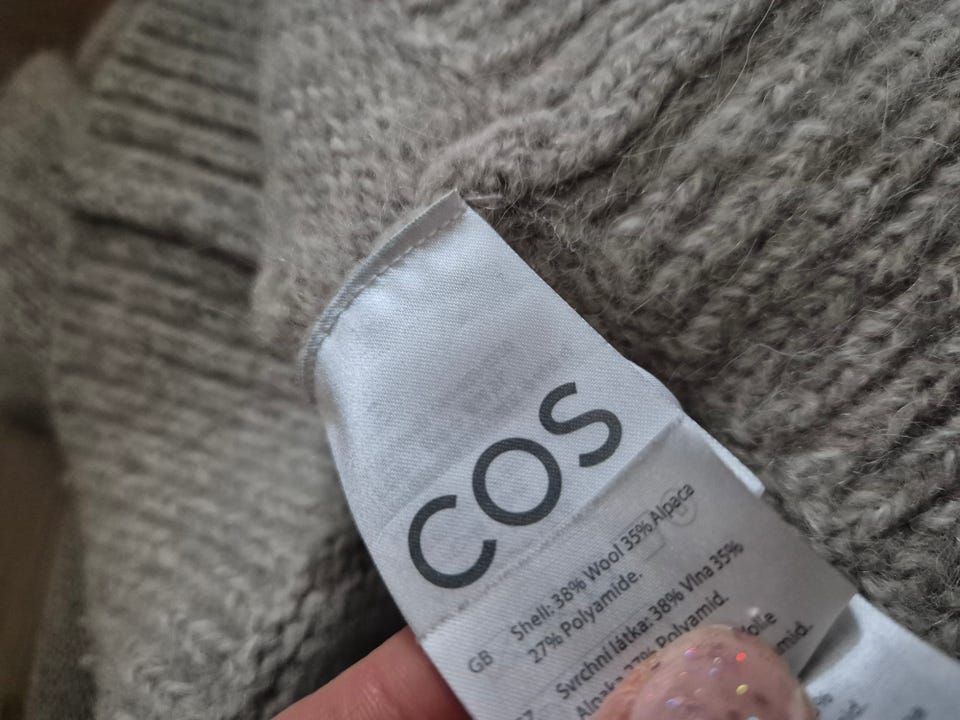 COS
GB Shell: 38% Wool 35% Alpaca
27% Polyamide.
Svrchní látka: 38% Vlna 35%
Alpaka 27% Polyamid.